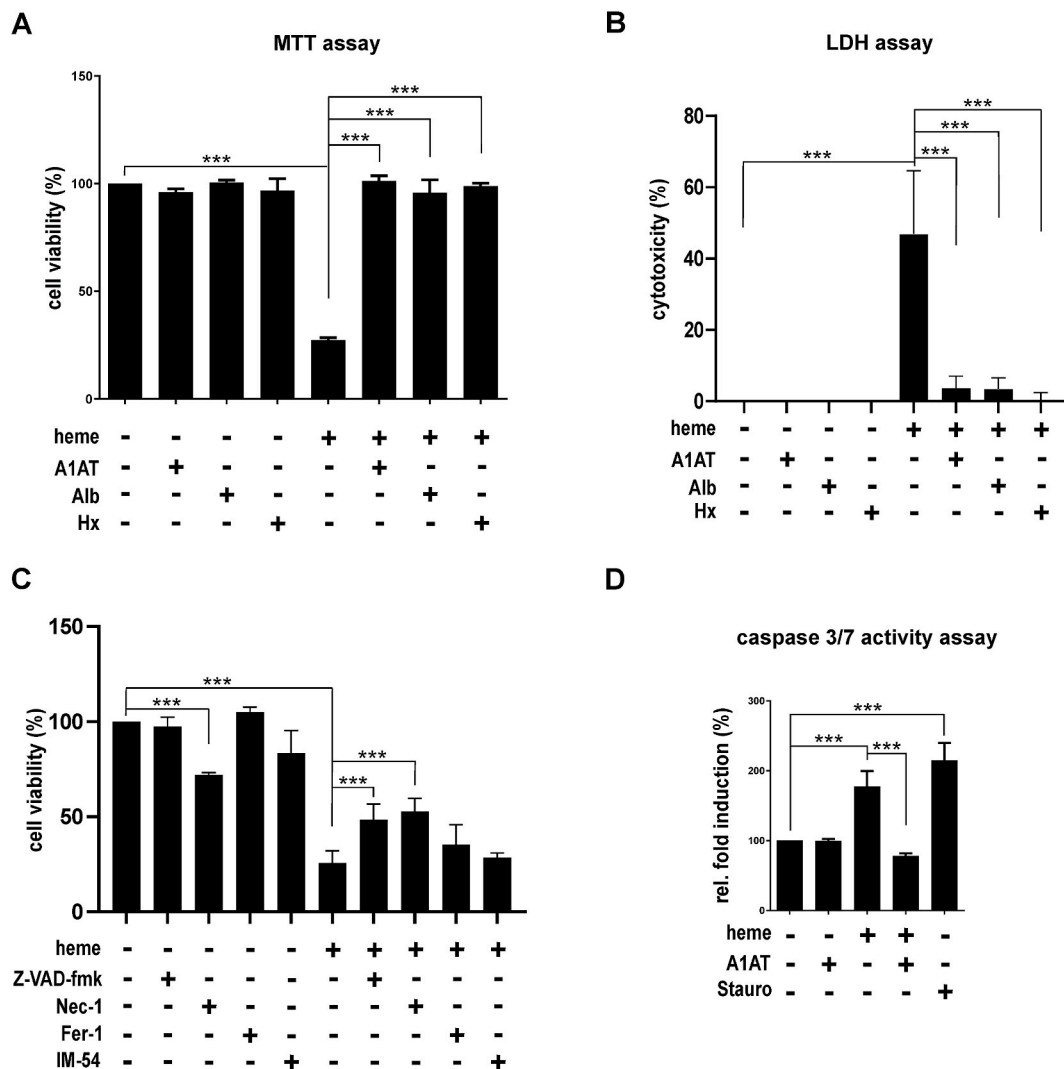 A
MTT assay
cell viability (%)
150
100
50
0
***
***
***
***
heme - - - - + + + +
A1AT - + - - - + - -
Alb - - + - - - + -
Hx - - - + - - - +
B
LDH assay
cytotoxicity (%)
80
60
40
20
0
***
***
***
***
heme - - - - + + + +
A1AT - + - - - + - -
Alb - - + - - - + -
Hx - - - + - - - +
C
cell viability (%)
150
100
50
0
***
***
***
***
heme - - - - - + + + + +
Z-VAD-fmk - + - - - - + - - -
Nec-1 - - + - - - - + - -
Fer-1 - - - + - - - - + -
IM-54 - - - - + - - - - +
D
caspase 3/7 activity assay
rel. fold induction (%)
300
200
100
0
***
***
***
heme - - + + -
A1AT - + - + -
Stauro - - - - +